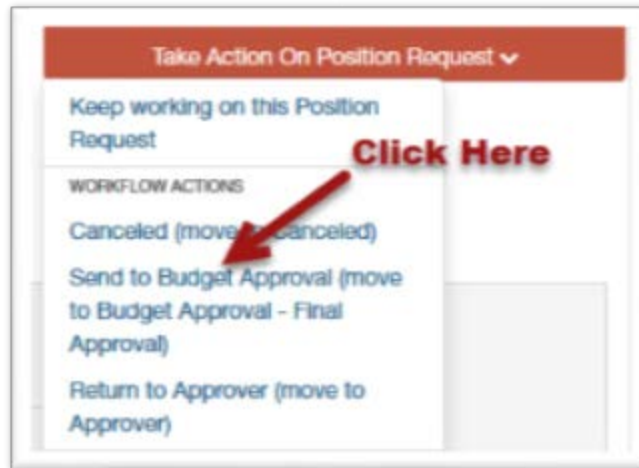 Take Action On Position Request
Keep working on this Position
Request
Click Here
WORKFLOW ACTIONS
Canceled (move to Canceled)
Send to Budget Approval (move
to Budget Approval - Final
Approval)
Return to Approver (move to
Approver)